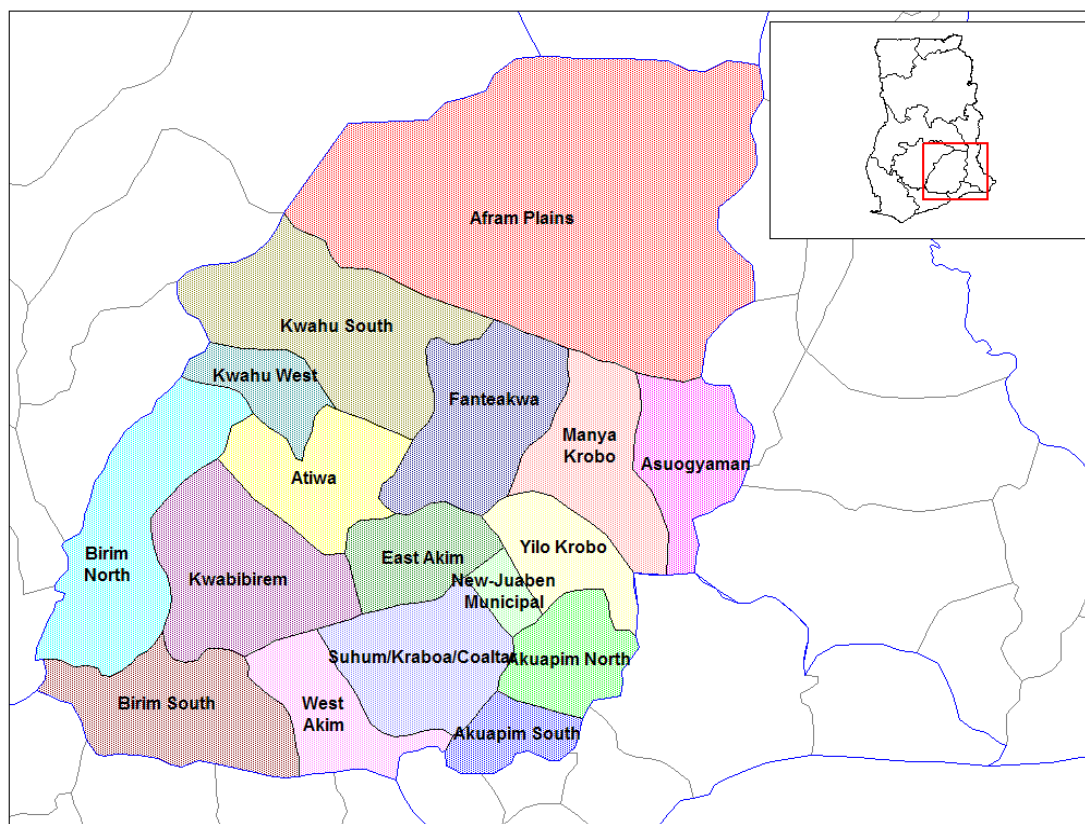 Afram Plains
Kwahu South
Kwahu West
Fanteakwa
Manya
Krobo
Asuogyaman
Atiwa
Birim
North
Kwabibirem
East Akim
Yilo Krobo
New-Juaben
Municipal
Suhum/Kraboa/Coaltar
Akuapim North
Birim South
West
Akim
Akuapim South